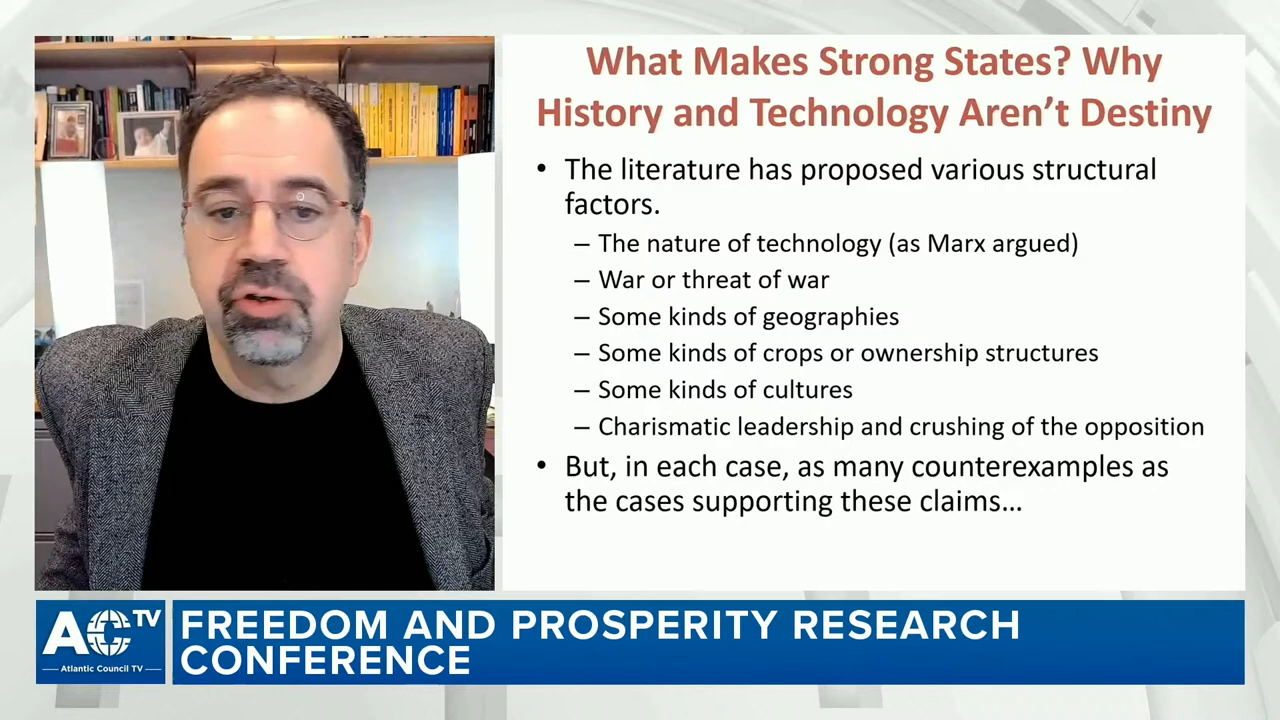 What Makes Strong States? Why
History and Technology Aren’t Destiny
• The literature has proposed various structural
factors.
– The nature of technology (as Marx argued)
– War or threat of war
– Some kinds of geographies
– Some kinds of crops or ownership structures
– Some kinds of cultures
– Charismatic leadership and crushing of the opposition
• But, in each case, as many counterexamples as
the cases supporting these claims…
AC TV
Atlantic Council TV
FREEDOM AND PROSPERITY RESEARCH
CONFERENCE